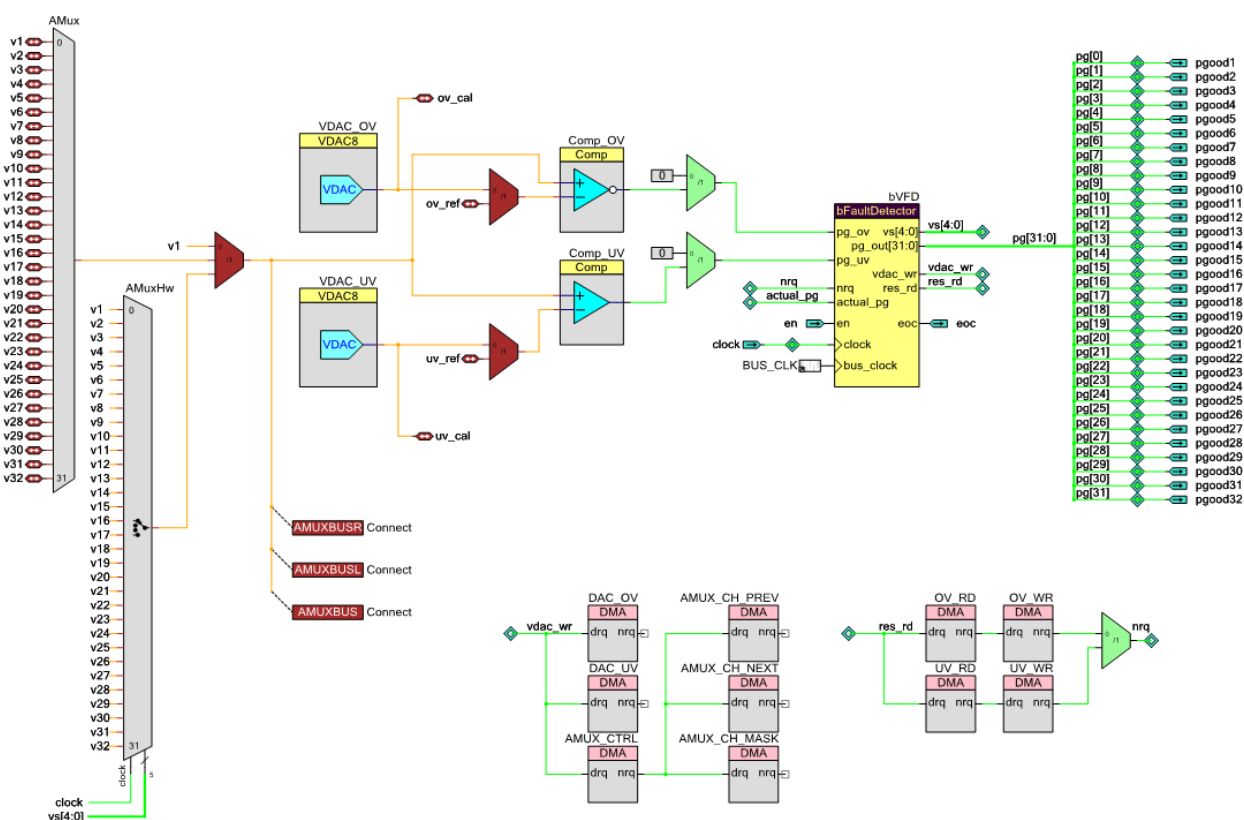 AMux
v1 0
v2
v3
v4
v5
v6
v7
v8
v9
v10
v11
v12
v13
v14
v15
v16
v17
v18
v19
v20
v21
v22
v23
v24
v25
v26
v27
v28
v29
v30
v31
v32 31
AMuxHw
v1 0
v2
v3
v4
v5
v6
v7
v8
v9
v10
v11
v12
v13
v14
v15
v16
v17
v18
v19
v20
v21
v22
v23
v24
v25
v26
v27
v28
v29
v30
v31
v32 31
clock
5
clock
vs[4:0]
v1
0
/1
VDAC_OV
VDAC8
VDAC
ov_cal
ov_ref
0
/1
VDAC_UV
VDAC8
VDAC
uv_ref
0
/1
uv_cal
AMUXBUSR Connect
AMUXBUSL Connect
AMUXBUS Connect
Comp_OV
Comp
+
−
Comp_UV
Comp
+
−
0 0
/1
0 0
/1
bVFD
bFaultDetector
pg_ov vs[4:0] vs[4:0]
pg_out[31:0] pg[31:0]
pg_uv
vdac_wr vdac_wr
nrq nrq res_rd res_rd
actual_pg actual_pg
en en eoc eoc
clock clock
BUS_CLK bus_clock
pg[0] pgood1
pg[1] pgood2
pg[2] pgood3
pg[3] pgood4
pg[4] pgood5
pg[5] pgood6
pg[6] pgood7
pg[7] pgood8
pg[8] pgood9
pg[9] pgood10
pg[10] pgood11
pg[11] pgood12
pg[12] pgood13
pg[13] pgood14
pg[14] pgood15
pg[15] pgood16
pg[16] pgood17
pg[17] pgood18
pg[18] pgood19
pg[19] pgood20
pg[20] pgood21
pg[21] pgood22
pg[22] pgood23
pg[23] pgood24
pg[24] pgood25
pg[25] pgood26
pg[26] pgood27
pg[27] pgood28
pg[28] pgood29
pg[29] pgood30
pg[30] pgood31
pg[31] pgood32
vdac_wr
DAC_OV
DMA
drq nrq
DAC_UV
DMA
drq nrq
AMUX_CTRL
DMA
drq nrq
AMUX_CH_PREV
DMA
drq nrq
AMUX_CH_NEXT
DMA
drq nrq
AMUX_CH_MASK
DMA
drq nrq
res_rd
OV_RD
DMA
drq nrq
OV_WR
DMA
drq nrq
UV_RD
DMA
drq nrq
UV_WR
DMA
drq nrq
0
/1
nrq